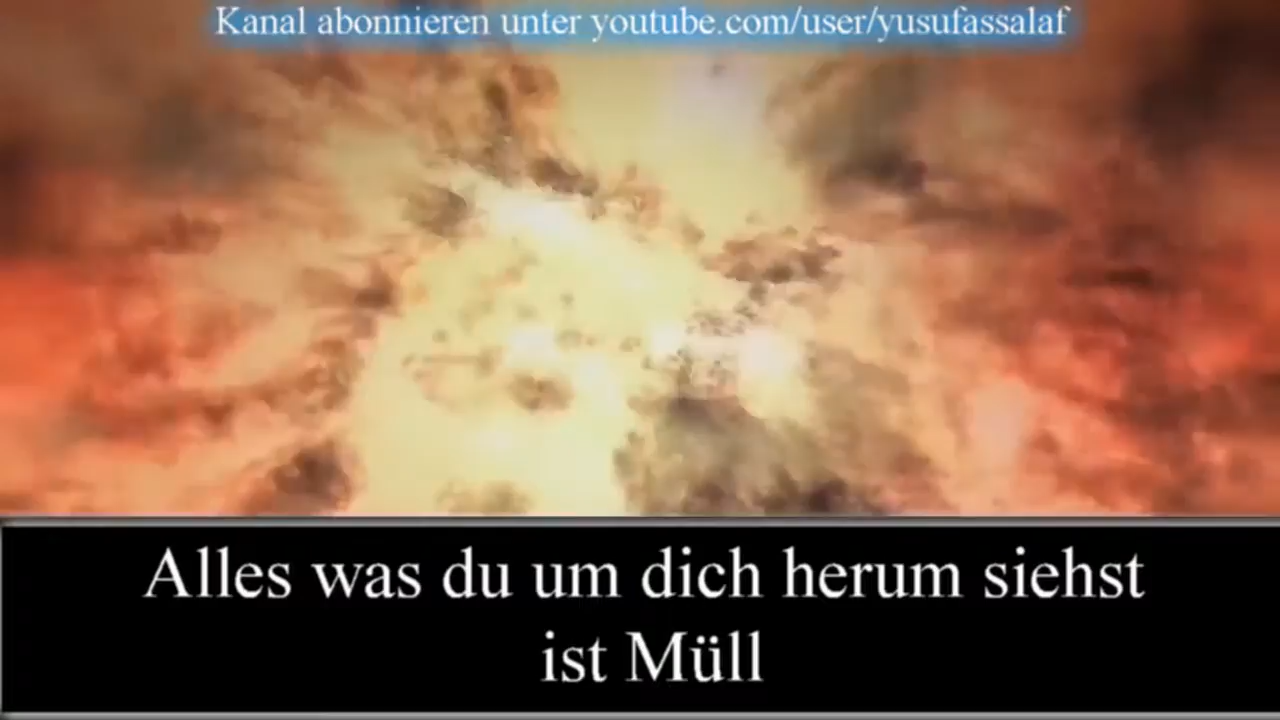 Kanal abonnieren unter youtube.com/user/yusufassalaf
Alles was du um dich herum siehst
ist Müll